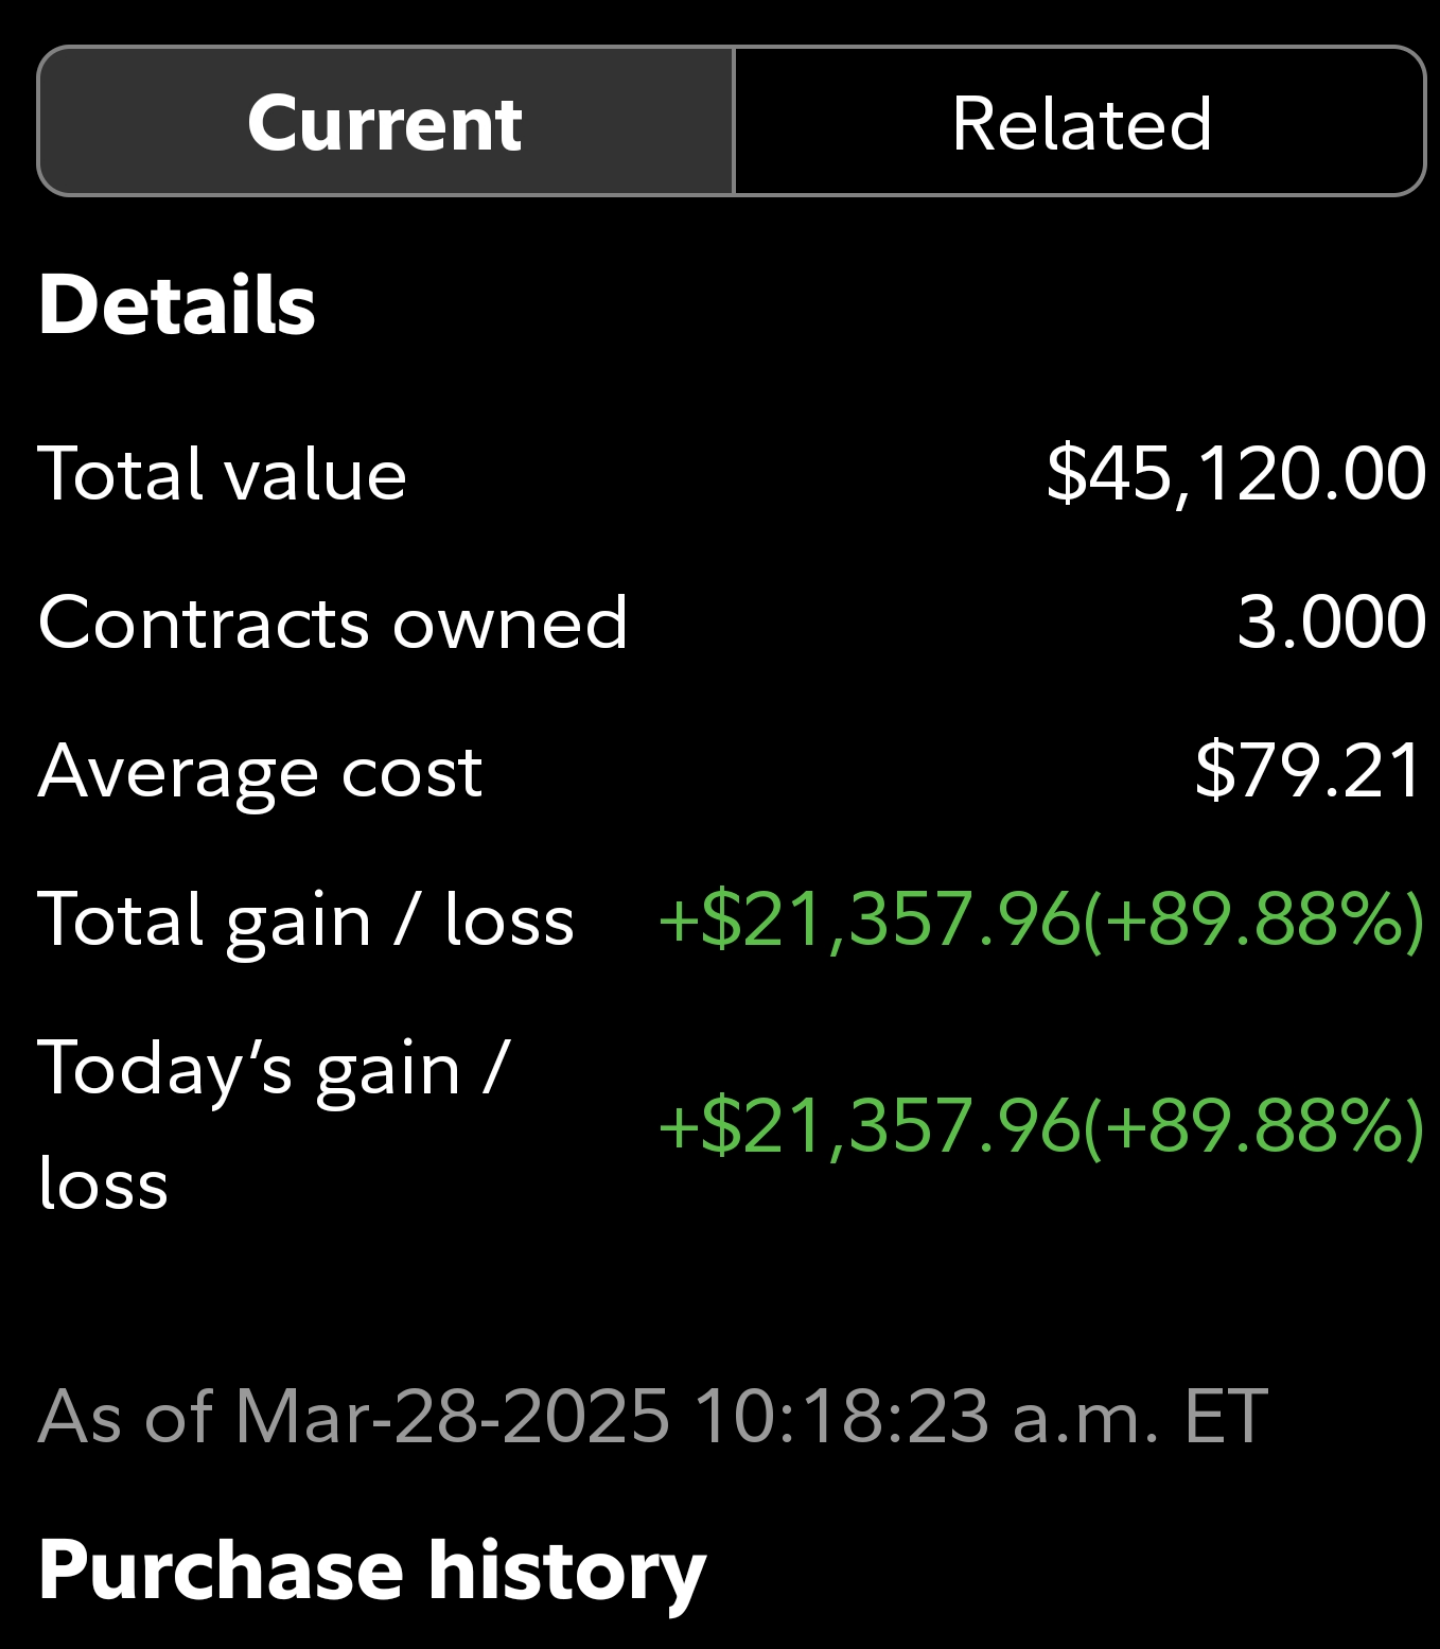 Current
Related
Details
Total value $45,120.00
Contracts owned 3.000
Average cost $79.21
Total gain / loss +$21,357.96(+89.88%)
Today’s gain /
loss +$21,357.96(+89.88%)
As of Mar-28-2025 10:18:23 a.m. ET
Purchase history